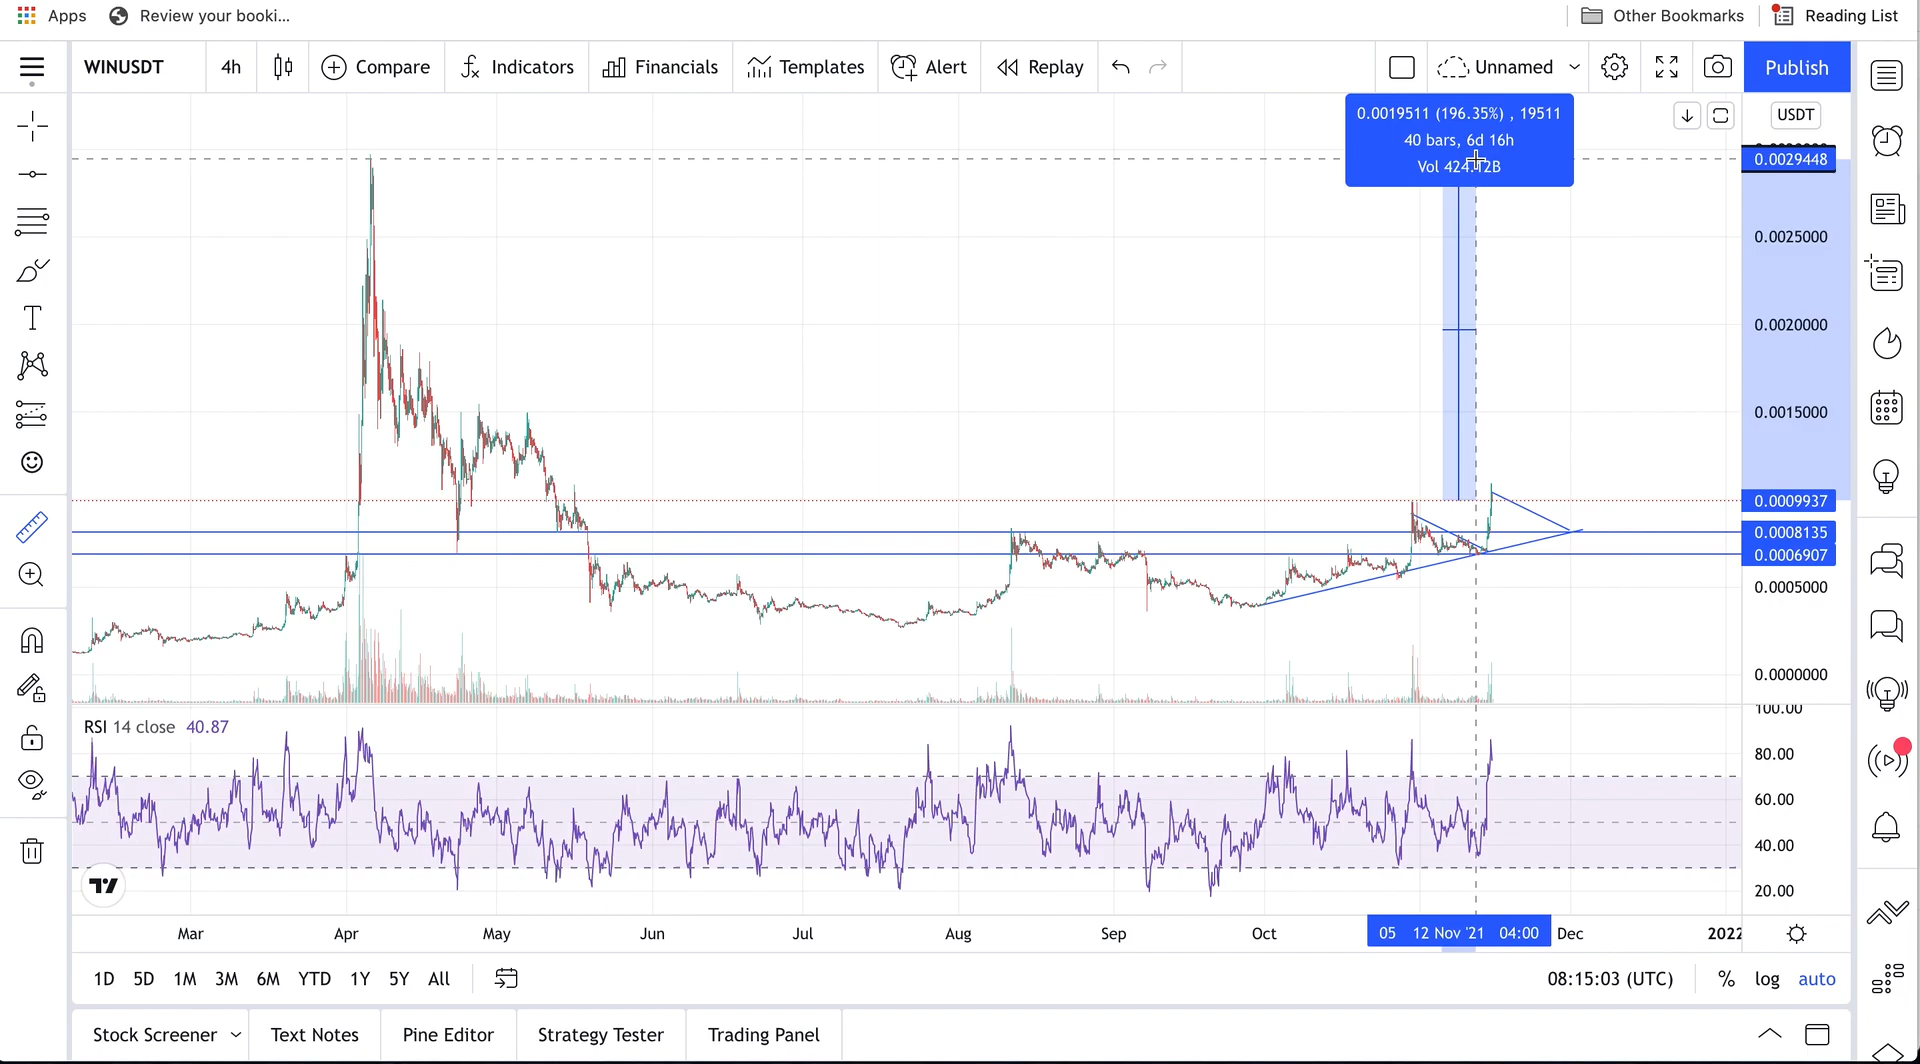 Apps Review your booki... Other Bookmarks Reading List
WINUSDT 4h Compare Indicators Financials Templates Alert Replay Unnamed Publish
0.0019511 (196.35%) , 19511
40 bars, 6d 16h
Vol 424.12B
USDT
0.0029448
0.0025000
0.0020000
0.0015000
0.0009937
0.0008135
0.0006907
0.0005000
0.0000000
RSI 14 close 40.87
100.00
80.00
60.00
40.00
20.00
Mar Apr May Jun Jul Aug Sep Oct 05 12 Nov '21 04:00 Dec 2022
1D 5D 1M 3M 6M YTD 1Y 5Y All 08:15:03 (UTC) % log auto
Stock Screener Text Notes Pine Editor Strategy Tester Trading Panel